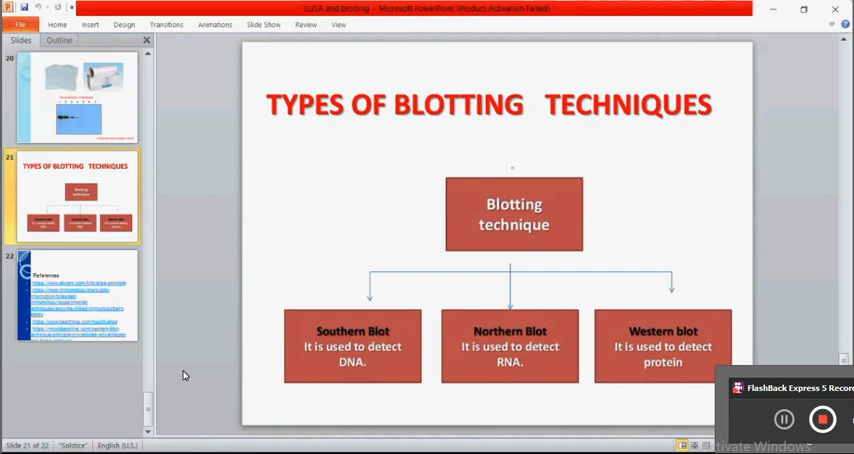 ELISA and blotting – Microsoft PowerPoint (Product Activation Failed)
File Home Insert Design Transitions Animations Slide Show Review View
Slides Outline
20
21
TYPES OF BLOTTING TECHNIQUES
Blotting
technique
22
References
TYPES OF BLOTTING TECHNIQUES
Blotting
technique
Southern Blot
It is used to detect
DNA.
Northern Blot
It is used to detect
RNA.
Western blot
It is used to detect
protein
FlashBack Express 5 Recor
Activate Windows
Slide 21 of 22 "Solstice" English (U.S.)